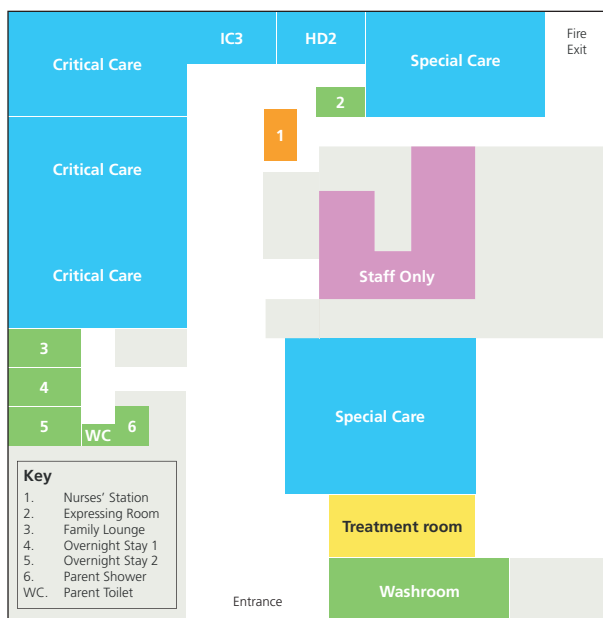 IC3
HD2
Critical Care
Special Care
Fire
Exit
2
1
Critical Care
Critical Care
Staff Only
3
4
5
WC
6
Special Care
Key
1. Nurses’ Station
2. Expressing Room
3. Family Lounge
4. Overnight Stay 1
5. Overnight Stay 2
6. Parent Shower
WC. Parent Toilet
Treatment room
Washroom
Entrance